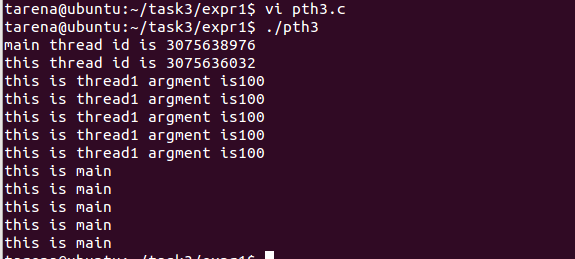 tarena@ubuntu:~/task3/expr1$ vi pth3.c
tarena@ubuntu:~/task3/expr1$ ./pth3
main thread id is 3075638976
this thread id is 3075636032
this is thread1 argment is100
this is thread1 argment is100
this is thread1 argment is100
this is thread1 argment is100
this is thread1 argment is100
this is main
this is main
this is main
this is main
this is main
tarena@ubuntu:~/task3/expr1$